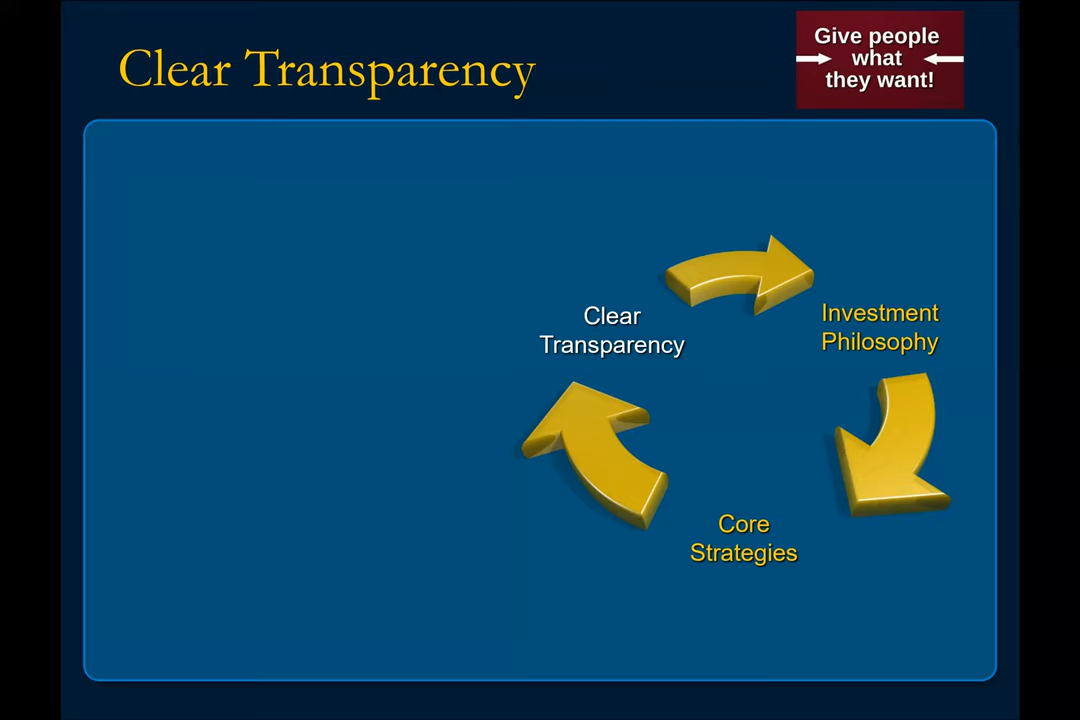 Clear Transparency
Give people
what
they want!
Clear
Transparency
Investment
Philosophy
Core
Strategies